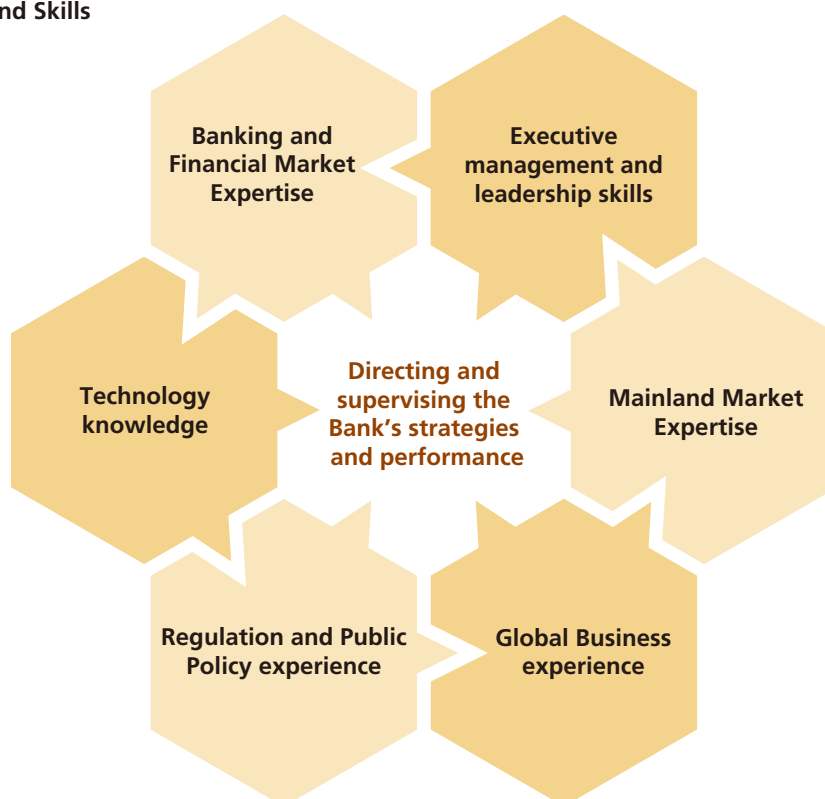 nd Skills
Banking and
Financial Market
Expertise
Executive
management and
leadership skills
Technology
knowledge
Directing and
supervising the
Bank's strategies
and performance
Mainland Market
Expertise
Regulation and Public
Policy experience
Global Business
experience